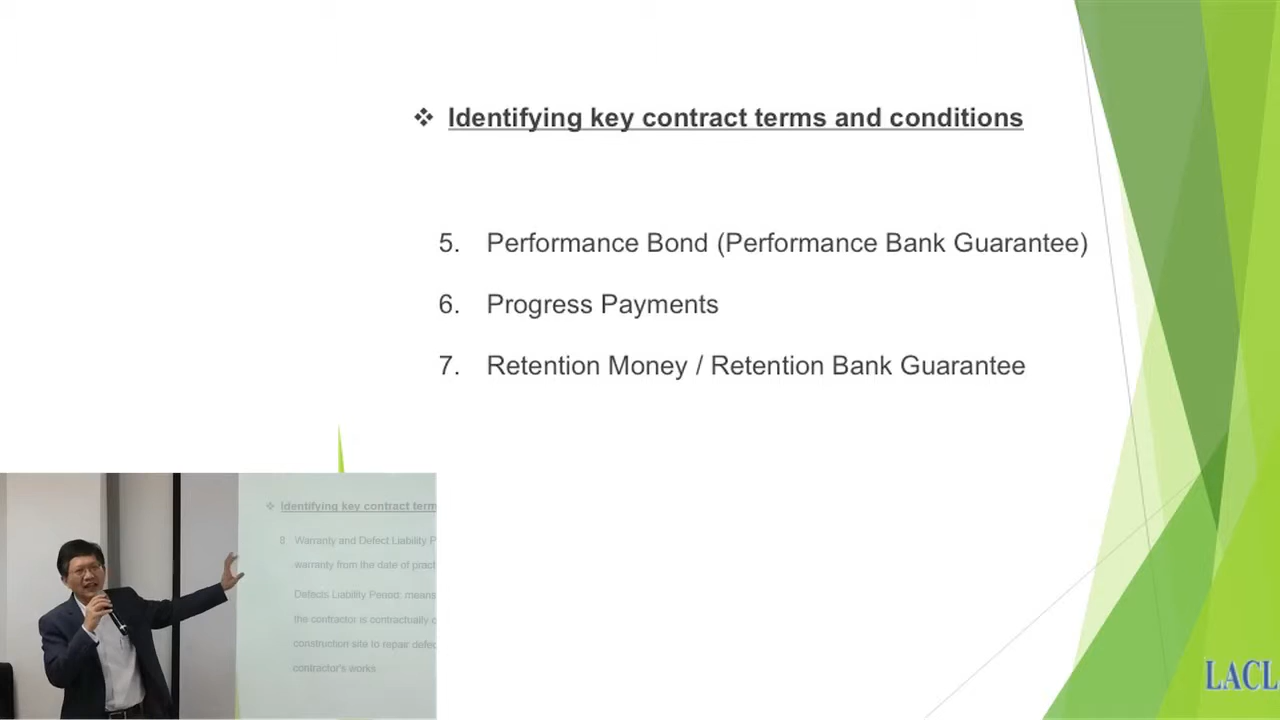 ❖ Identifying key contract terms and conditions
5. Performance Bond (Performance Bank Guarantee)
6. Progress Payments
7. Retention Money / Retention Bank Guarantee
❖ Identifying key contract term
8. Warranty and Defect Liability P
warranty from the date of pract
Defects Liability Period: means
the contractor is contractually
construction site to repair defe
contractor's works
LACL